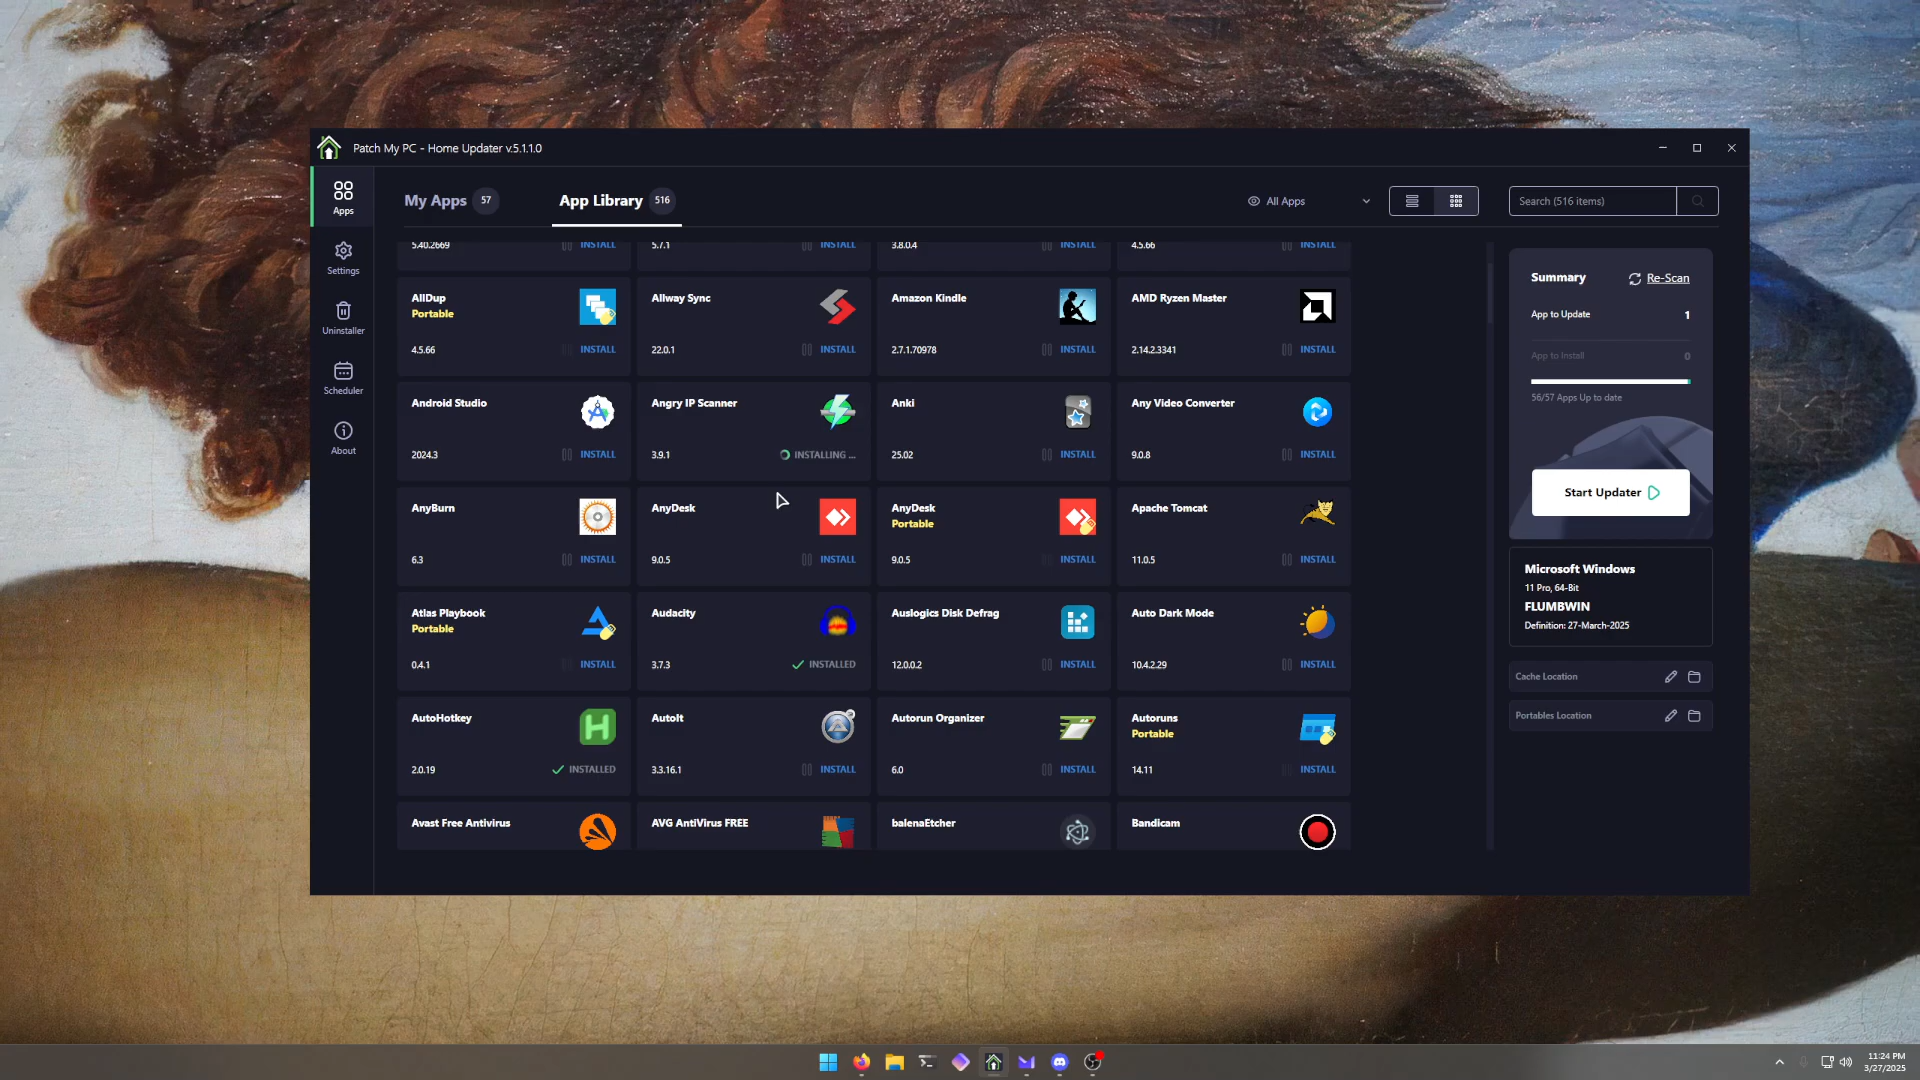 Patch My PC - Home Updater v.5.1.1.0
Apps
Settings
Uninstaller
Scheduler
About
My Apps 57
App Library 516
All Apps
Search (516 items)
5.40.2669 INSTALL
5.7.1 INSTALL
3.8.0.4 INSTALL
4.5.66 INSTALL
AllDup
Portable
4.5.66 INSTALL
Allway Sync
22.0.1 INSTALL
Amazon Kindle
2.7.1.70978 INSTALL
AMD Ryzen Master
2.14.2.3341 INSTALL
Android Studio
2024.3 INSTALL
Angry IP Scanner
3.9.1 INSTALLING ...
Anki
25.02 INSTALL
Any Video Converter
9.0.8 INSTALL
AnyBurn
6.3 INSTALL
AnyDesk
9.0.5 INSTALL
AnyDesk
Portable
9.0.5 INSTALL
Apache Tomcat
11.0.5 INSTALL
Atlas Playbook
Portable
0.4.1 INSTALL
Audacity
3.7.3 INSTALLED
Auslogics Disk Defrag
12.0.0.2 INSTALL
Auto Dark Mode
10.4.2.29 INSTALL
AutoHotkey
2.0.19 INSTALLED
AutoIt
3.3.16.1 INSTALL
Autorun Organizer
6.0 INSTALL
Autoruns
Portable
14.11 INSTALL
Avast Free Antivirus
AVG AntiVirus FREE
balenaEtcher
Bandicam
Summary Re-Scan
App to Update 1
App to Install 0
56/57 Apps Up to date
Start Updater
Microsoft Windows
11 Pro, 64-Bit
FLUMBWIN
Definition: 27-March-2025
Cache Location
Portables Location
11:24 PM
3/27/2025